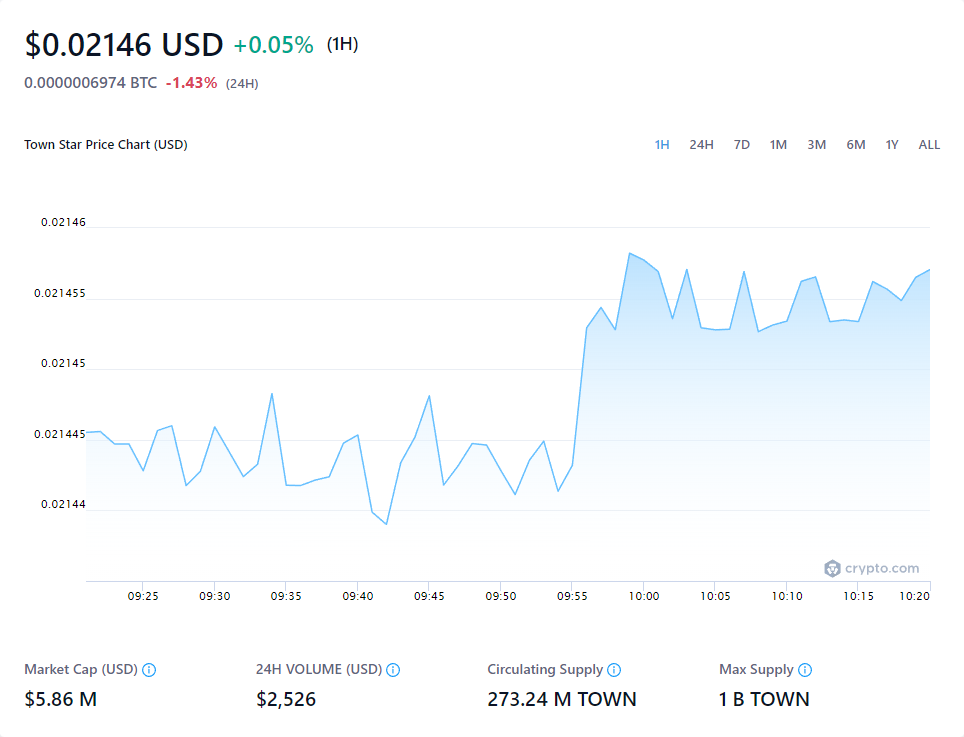 $0.02146 USD +0.05% (1H)
0.0000006974 BTC -1.43% (24H)
Town Star Price Chart (USD)
1H 24H 7D 1M 3M 6M 1Y ALL
0.02146
0.021455
0.02145
0.021445
0.02144
crypto.com
09:25 09:30 09:35 09:40 09:45 09:50 09:55 10:00 10:05 10:10 10:15 10:20
Market Cap (USD) 24H VOLUME (USD) Circulating Supply Max Supply
$5.86 M $2,526 273.24 M TOWN 1 B TOWN